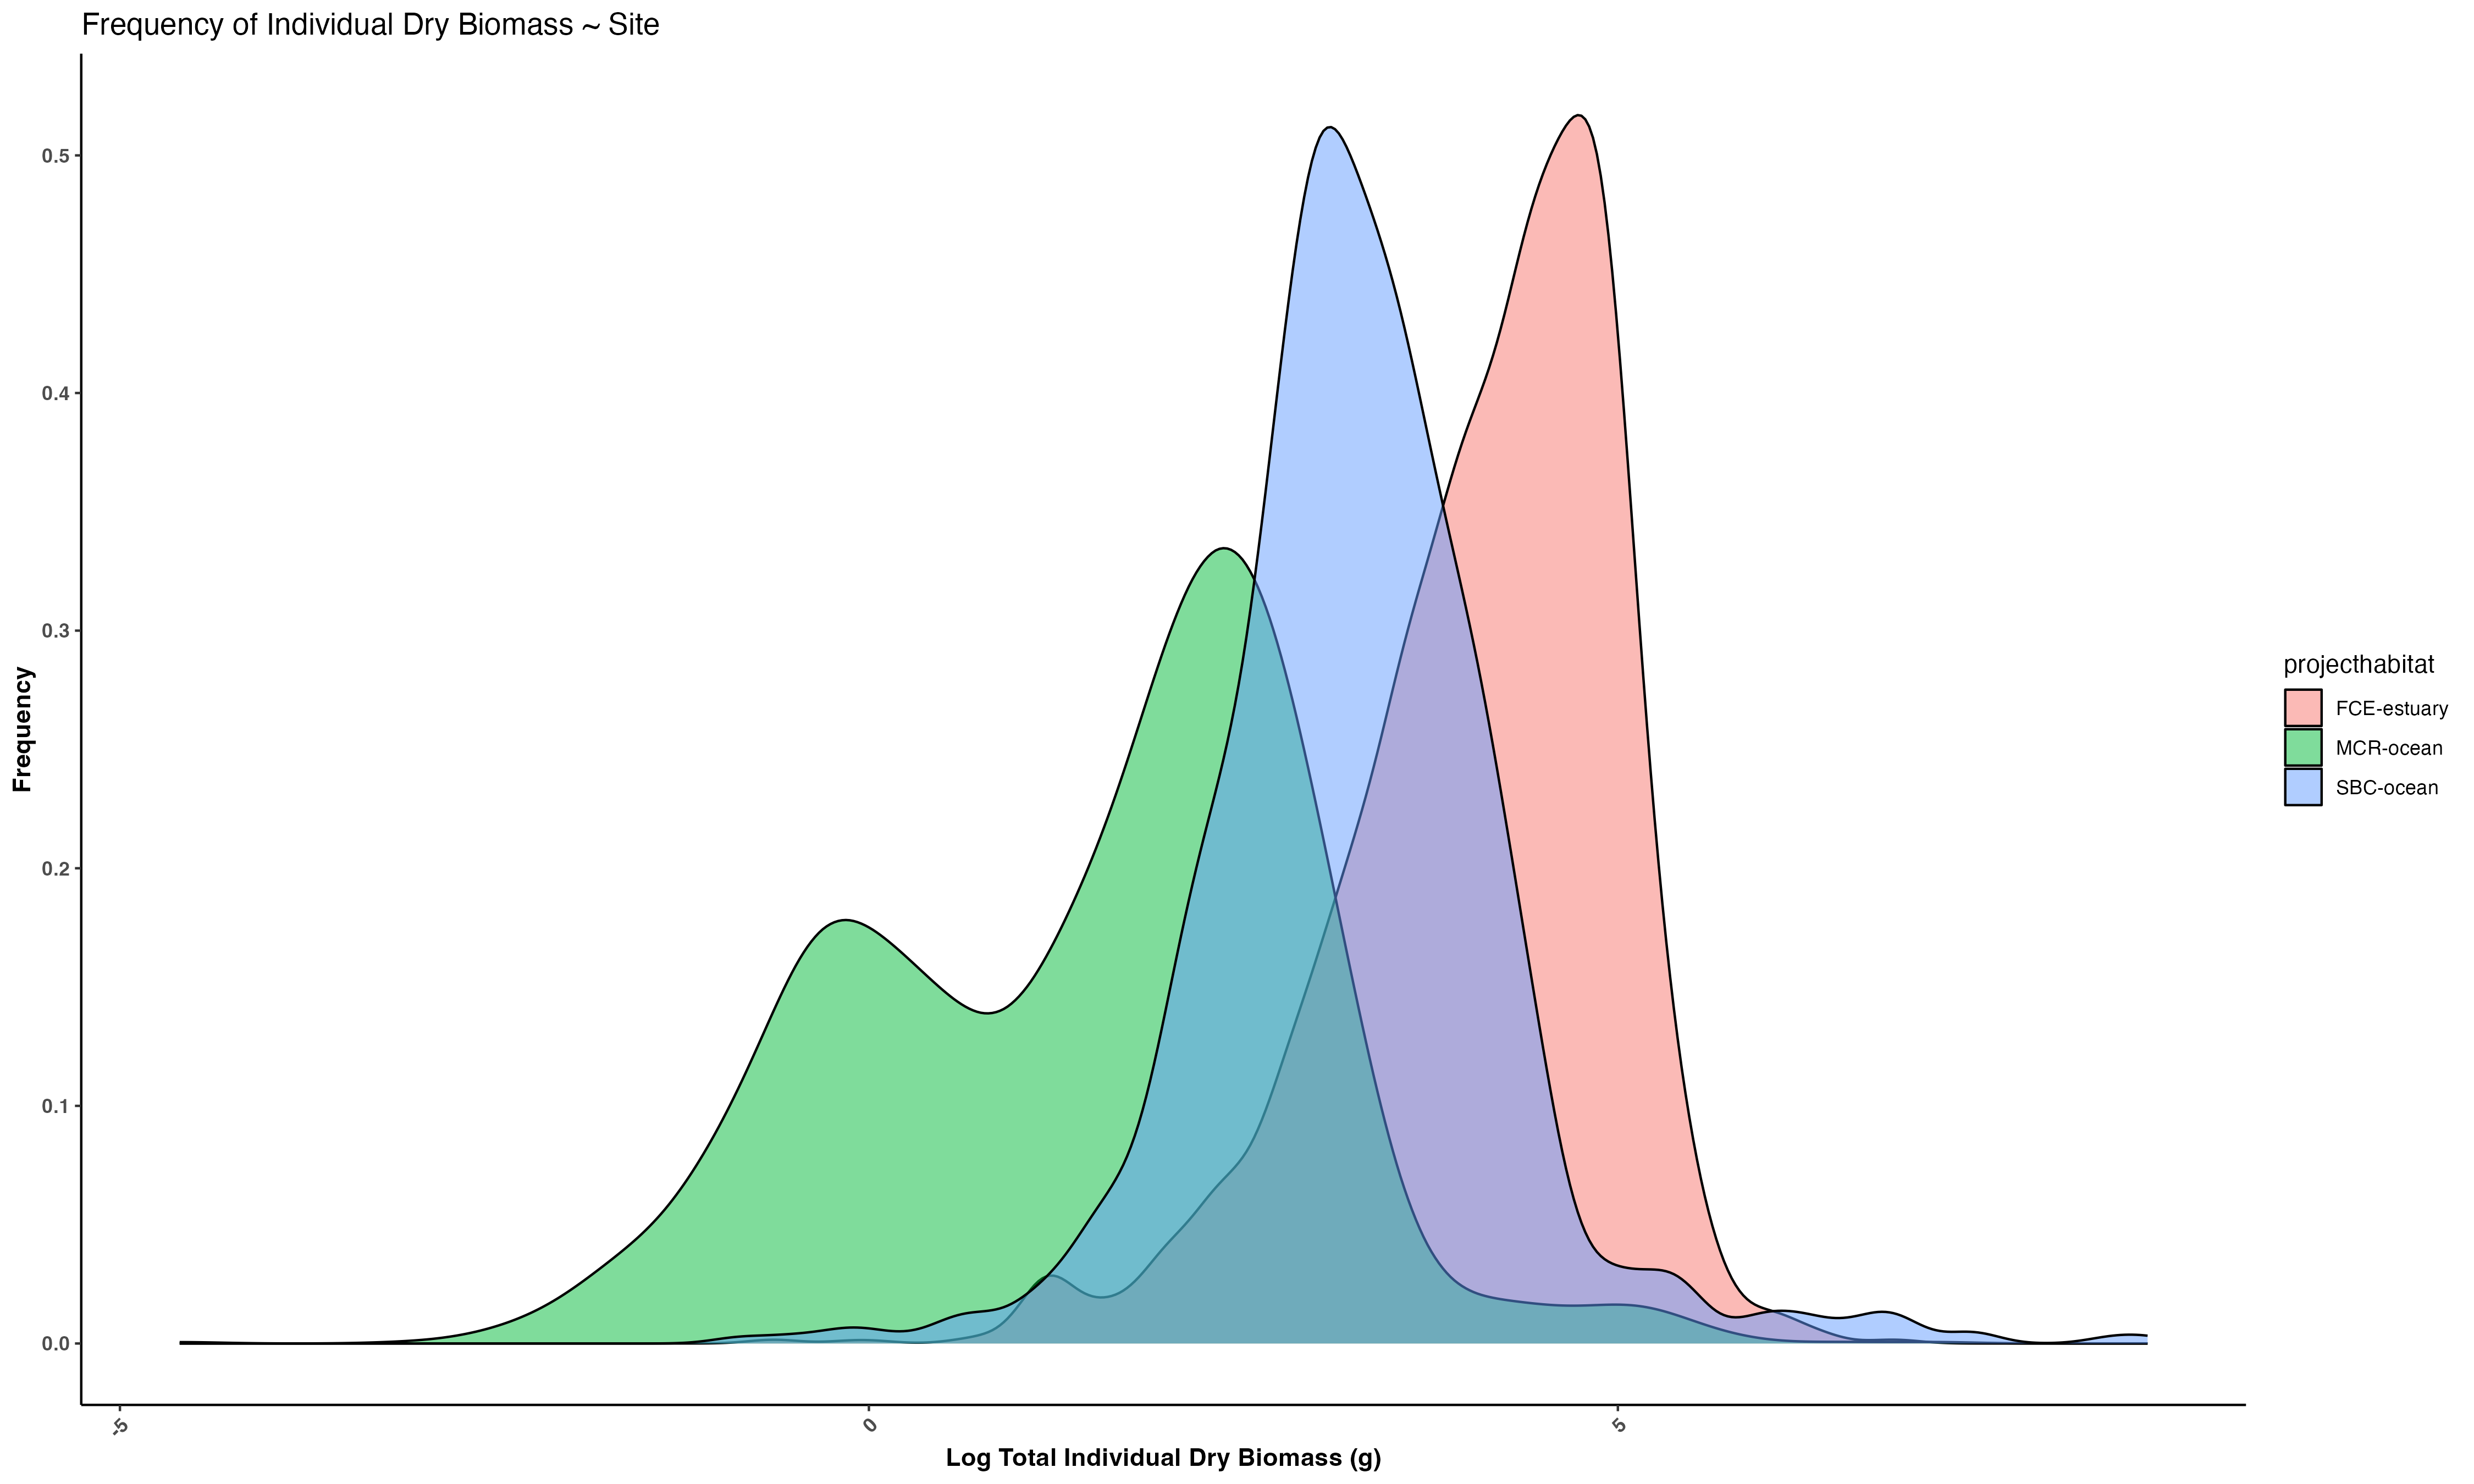 Frequency of Individual Dry Biomass ~ Site
0.5
0.4
0.3
0.2
0.1
0.0
Frequency
-5
0
5
Log Total Individual Dry Biomass (g)
projecthabitat
FCE-estuary
MCR-ocean
SBC-ocean